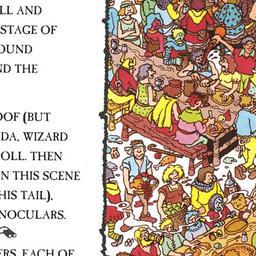 LL AND
STAGE OF
OUND
ND THE
OOF (BUT
DA, WIZARD
OLL. THEN
N THIS SCENE
HIS TAIL),
NOCULARS.
ERS, EACH OF